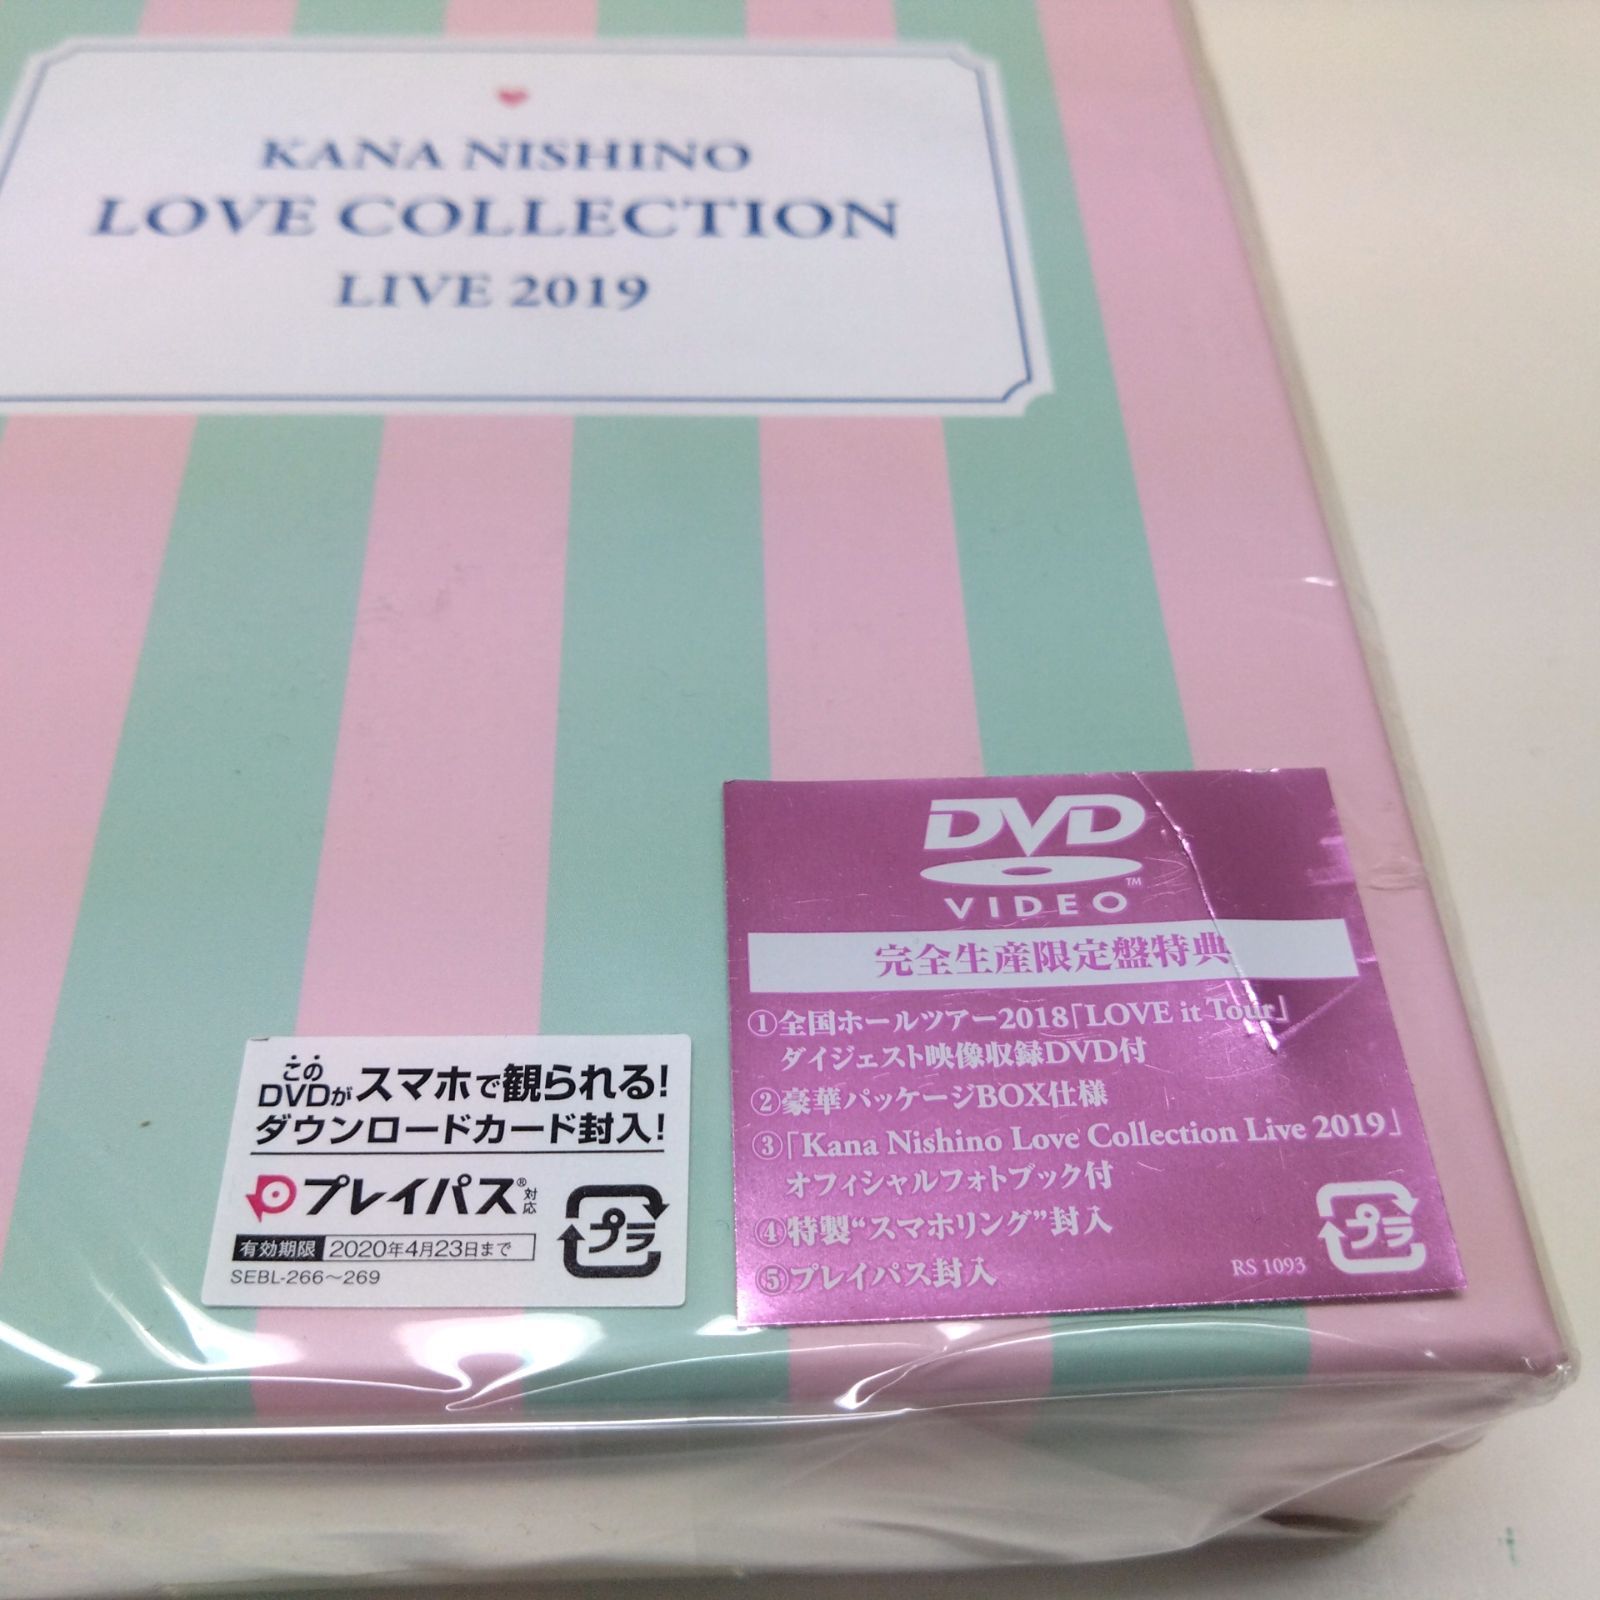 KANA NISHINO
LOVE COLLECTION
LIVE 2019
このDVDがスマホで観られる!
ダウンロードカード封入!
プレイパス®対応
有効期限 2020年4月23日まで
SEBL-266～269
プラ
DVD
VIDEO
TM
完全生産限定盤特典
①全国ホールツアー2018「LOVE it Tour」
ダイジェスト映像収録DVD付
②豪華パッケージBOX仕様
③「Kana Nishino Love Collection Live 2019」
オフィシャルフォトブック付
④特製“スマホリング”封入
⑤プレイパス封入
RS 1093
プラ